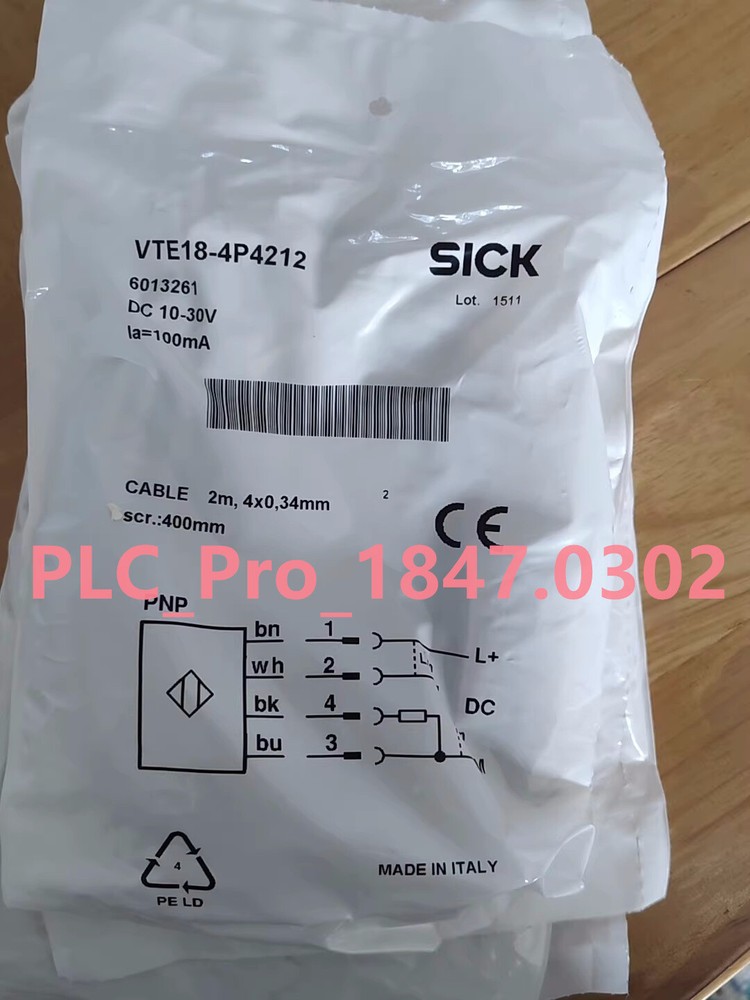 VTE18-4P4212
SICK
6013261
Lot. 1511
DC 10-30V
Ia=100mA
CABLE 2m, 4x0,34mm 2
scr.:400mm
CE
PLC_Pro_1847.0302
PNP
bn 1
L+
wh 2
bk 4
DC
bu 3
M
4
PE LD
MADE IN ITALY